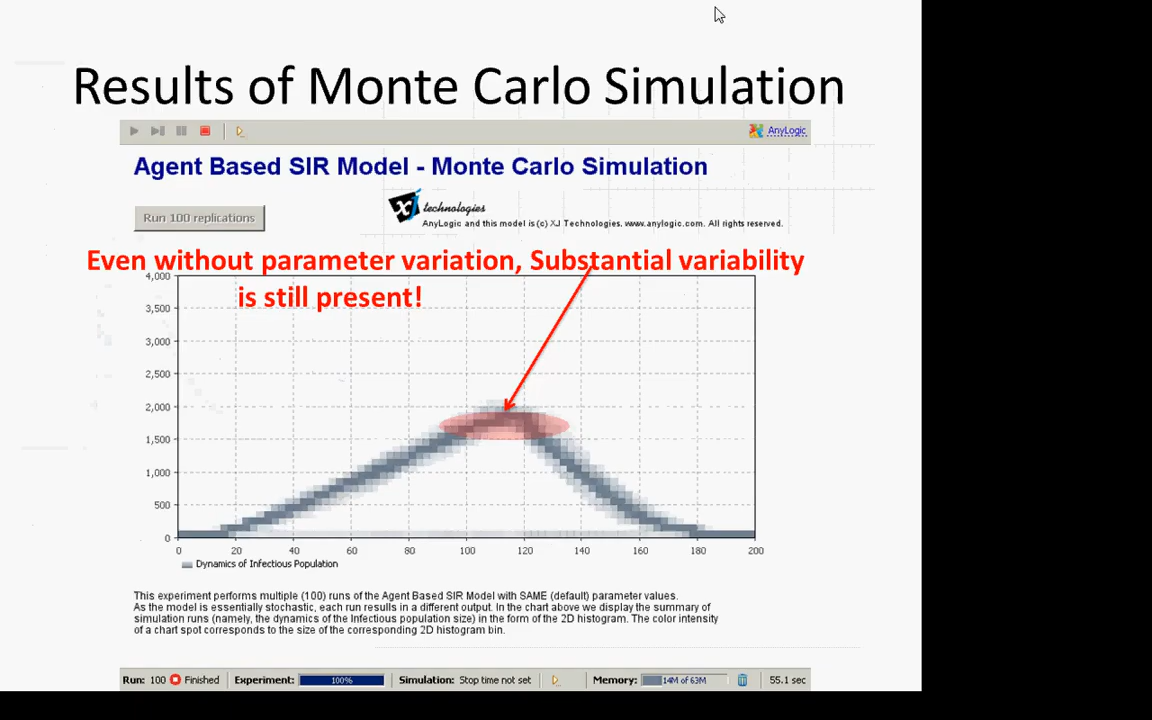 Results of Monte Carlo Simulation
AnyLogic
Agent Based SIR Model - Monte Carlo Simulation
Run 100 replications
XJ technologies
AnyLogic and this model is (c) XJ Technologies, www.anylogic.com. All rights reserved.
Even without parameter variation, Substantial variability
is still present!
4,000
3,500
3,000
2,500
2,000
1,500
1,000
500
0
0 20 40 60 80 100 120 140 160 180 200
Dynamics of Infectious Population
This experiment performs multiple (100) runs of the Agent Based SIR Model with SAME (default) parameter values.
As the model is essentially stochastic, each run results in a different output. In the chart above we display the summary of
simulation runs (namely, the dynamics of the Infectious population size) in the form of the 2D histogram. The color intensity
of a chart spot corresponds to the size of the corresponding 2D histogram bin.
Run: 100 Finished Experiment: 100% Simulation: Stop time not set Memory: 14M of 63M 55.1 sec